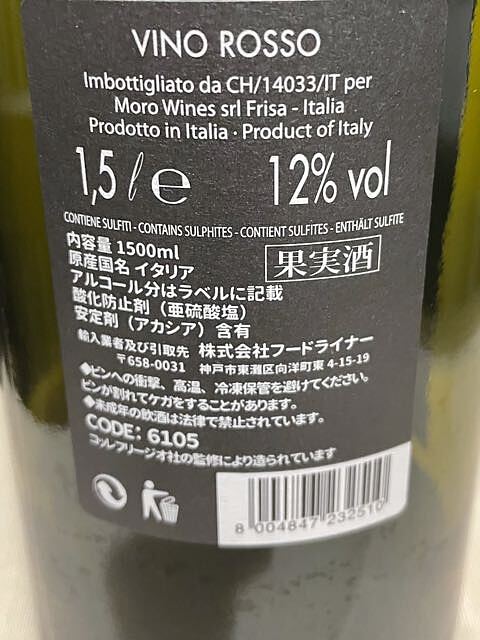 VINO ROSSO
Imbottigliato da CH/14033/IT per
Moro Wines srl Frisa - Italia
Prodotto in Italia · Product of Italy
1,5 ℓ e 12% vol
CONTIENE SULFITI - CONTAINS SULPHITES - CONTIENT SULFITES - ENTHÄLT SULFITE
内容量 1500ml
原産国名 イタリア
果実酒
アルコール分はラベルに記載
酸化防止剤（亜硫酸塩）
安定剤（アカシア）含有
輸入業者及び引取先 株式会社フードライナー
〒658-0031 神戸市東灘区向洋町東 4-15-19
◆ビンへの衝撃、高温、冷凍保管を避けてください。
ビンが割れてケガをすることがあります。
◆未成年の飲酒は法律で禁止されています。
CODE: 6105
コッレフリージオ社の監修により造られています
8 004847 232510